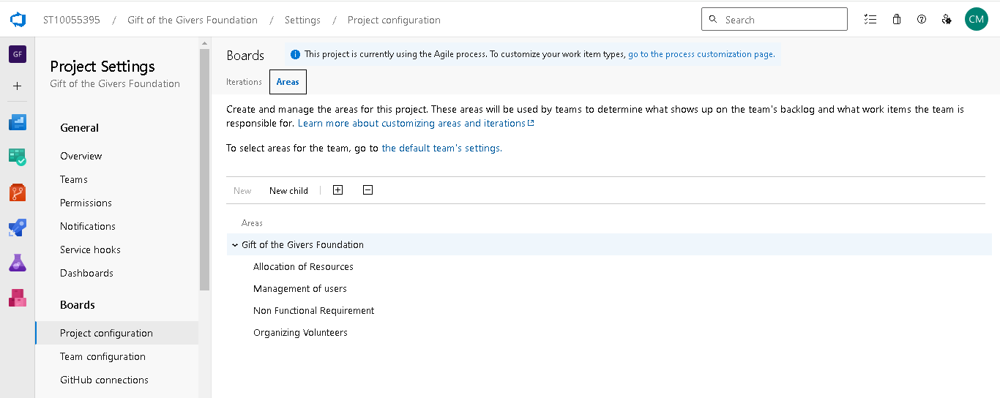 ST10055395 / Gift of the Givers Foundation / Settings / Project configuration
Search
CM
GF
Project Settings
Gift of the Givers Foundation
General
Overview
Teams
Permissions
Notifications
Service hooks
Dashboards
Boards
Project configuration
Team configuration
GitHub connections
Boards
This project is currently using the Agile process. To customize your work item types, go to the process customization page.
Iterations
Areas
Create and manage the areas for this project. These areas will be used by teams to determine what shows up on the team's backlog and what work items the team is
responsible for. Learn more about customizing areas and iterations
To select areas for the team, go to the default team's settings.
New
New child
Areas
Gift of the Givers Foundation
Allocation of Resources
Management of users
Non Functional Requirement
Organizing Volunteers